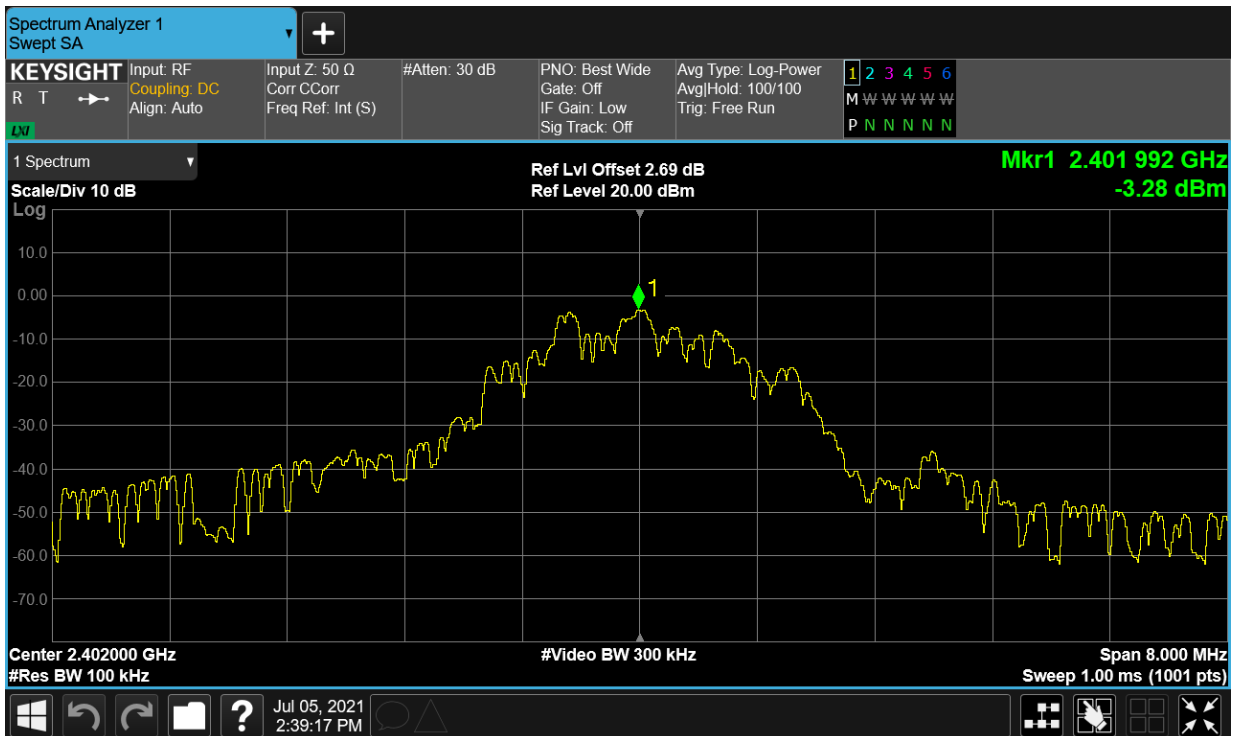 Spectrum Analyzer 1
Swept SA
KEYSIGHT
R T
LXI
Input: RF
Coupling: DC
Align: Auto
Input Z: 50 Ω
Corr CCorr
Freq Ref: Int (S)
#Atten: 30 dB
PNO: Best Wide
Gate: Off
IF Gain: Low
Sig Track: Off
Avg Type: Log-Power
Avg|Hold: 100/100
Trig: Free Run
1 2 3 4 5 6
M W W W W W
P N N N N N
1 Spectrum
Scale/Div 10 dB
Log
Ref Lvl Offset 2.69 dB
Ref Level 20.00 dBm
Mkr1 2.401 992 GHz
-3.28 dBm
10.0
0.00
-10.0
-20.0
-30.0
-40.0
-50.0
-60.0
-70.0
1
Center 2.402000 GHz
#Res BW 100 kHz
#Video BW 300 kHz
Span 8.000 MHz
Sweep 1.00 ms (1001 pts)
?
Jul 05, 2021
2:39:17 PM